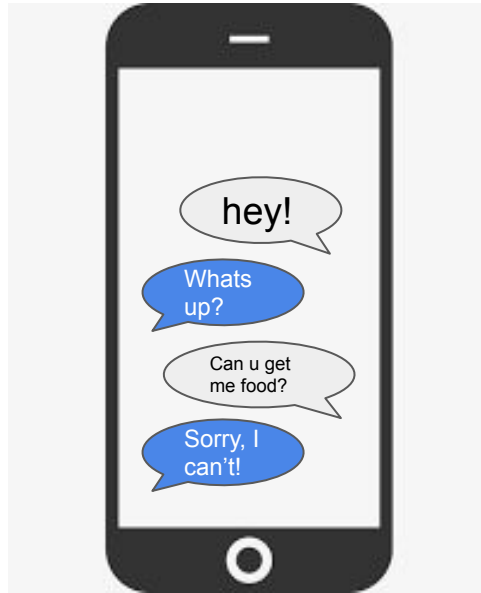 hey!
Whats
up?
Can u get
me food?
Sorry, I
can't!